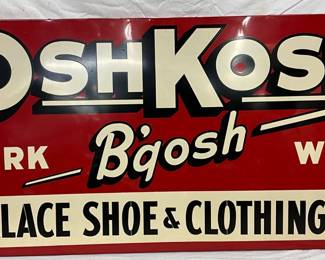 OSHKOS
B'gosh
RK W
LACE SHOE & CLOTHING